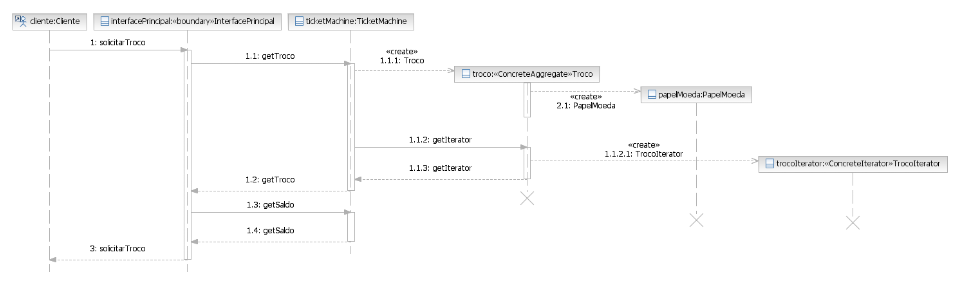 cliente:Cliente
interfacePrincipal:«boundary»InterfacePrincipal
ticketMachine:TicketMachine
1: solicitarTroco
1.1: getTroco
«create»
1.1.1: Troco
troco:«ConcreteAggregate»Troco
«create»
2.1: PapelMoeda
papelMoeda:PapelMoeda
1.1.2: getIterator
«create»
1.1.2.1: TrocoIterator
trocoIterator:«ConcreteIterator»TrocoIterator
1.1.3: getIterator
1.2: getTroco
1.3: getSaldo
1.4: getSaldo
3: solicitarTroco